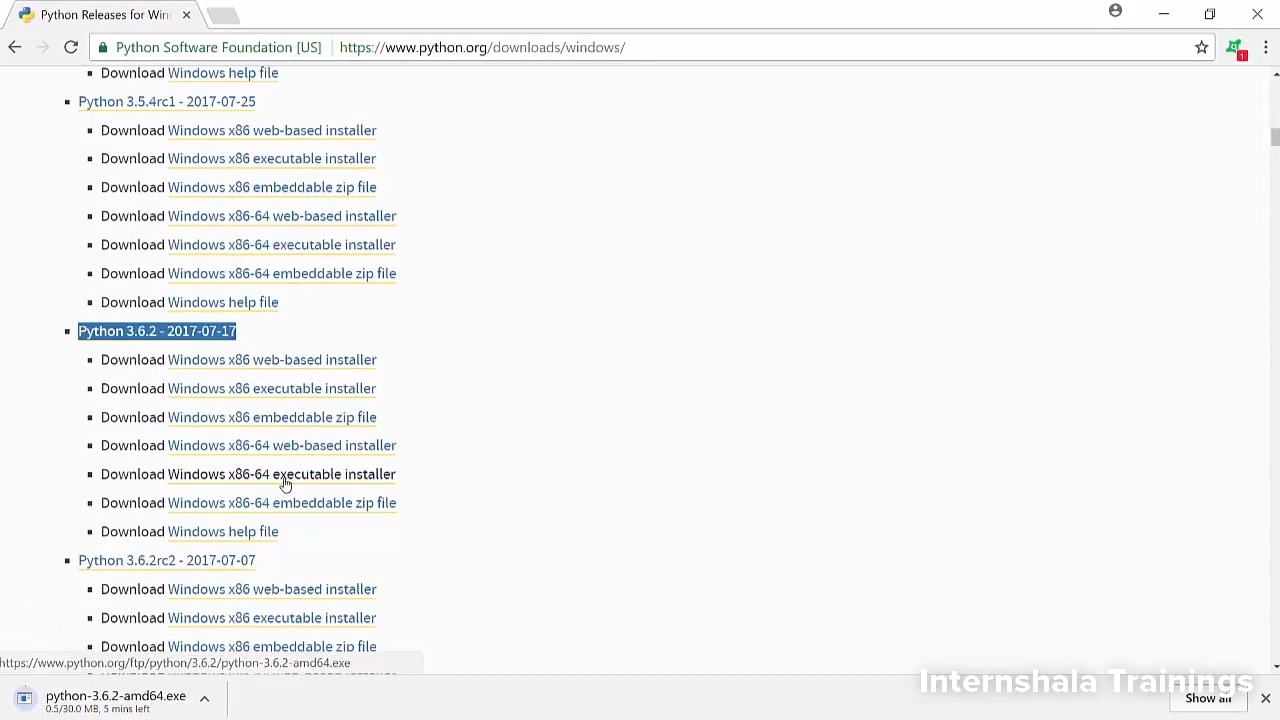 Python Releases for Win
Python Software Foundation [US]
https://www.python.org/downloads/windows/
1
Download Windows help file
Python 3.5.4rc1 - 2017-07-25
Download Windows x86 web-based installer
Download Windows x86 executable installer
Download Windows x86 embeddable zip file
Download Windows x86-64 web-based installer
Download Windows x86-64 executable installer
Download Windows x86-64 embeddable zip file
Download Windows help file
Python 3.6.2 - 2017-07-17
Download Windows x86 web-based installer
Download Windows x86 executable installer
Download Windows x86 embeddable zip file
Download Windows x86-64 web-based installer
Download Windows x86-64 executable installer
Download Windows x86-64 embeddable zip file
Download Windows help file
Python 3.6.2rc2 - 2017-07-07
Download Windows x86 web-based installer
Download Windows x86 executable installer
Download Windows x86 embeddable zip file
https://www.python.org/ftp/python/3.6.2/python-3.6.2-amd64.exe
Internshala Trainings
python-3.6.2-amd64.exe
0.5/30.0 MB, 5 mins left
Show all